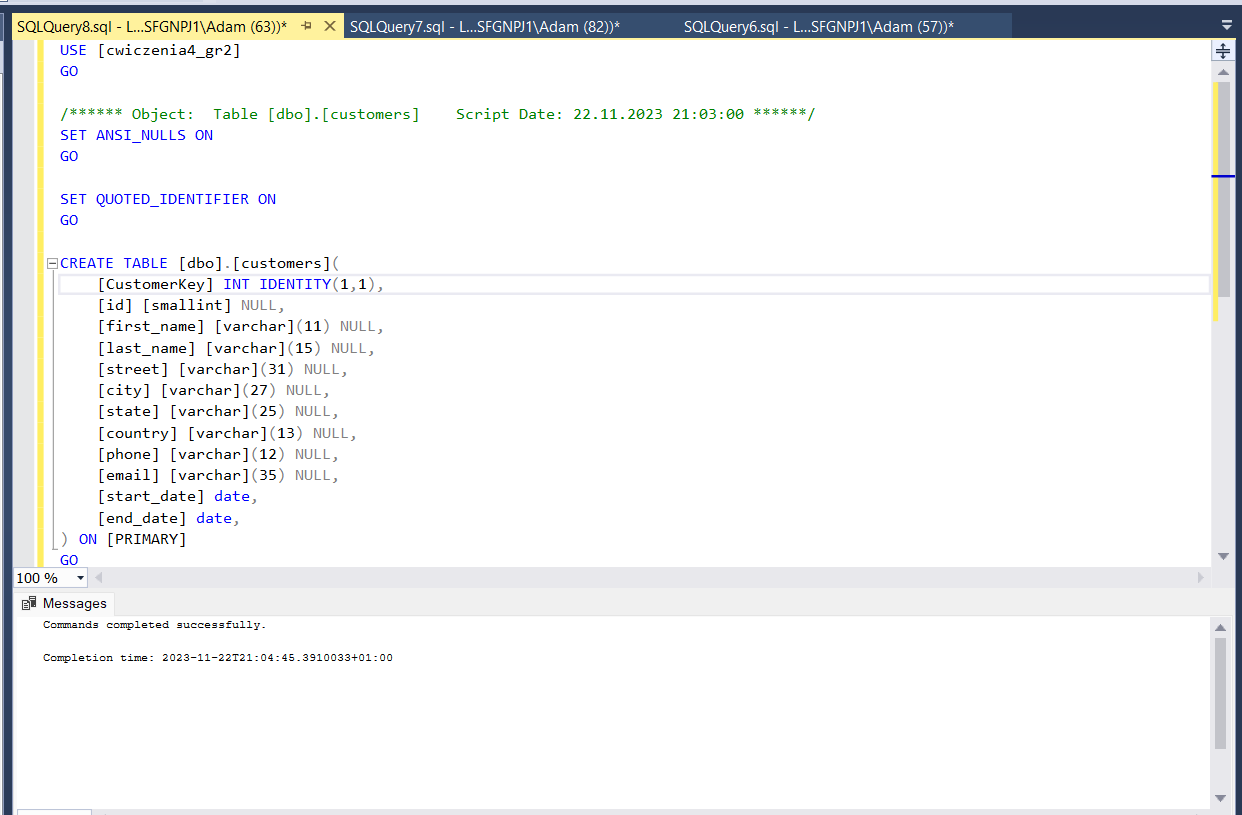 SQLQuery8.sql - L...SFGNPJ1\Adam (63))* SQLQuery7.sql - L...SFGNPJ1\Adam (82))* SQLQuery6.sql - L...SFGNPJ1\Adam (57))*
USE [cwiczenia4_gr2]
GO
/****** Object:  Table [dbo].[customers]    Script Date: 22.11.2023 21:03:00 ******/
SET ANSI_NULLS ON
GO
SET QUOTED_IDENTIFIER ON
GO
CREATE TABLE [dbo].[customers](
[CustomerKey] INT IDENTITY(1,1),
[id] [smallint] NULL,
[first_name] [varchar](11) NULL,
[last_name] [varchar](15) NULL,
[street] [varchar](31) NULL,
[city] [varchar](27) NULL,
[state] [varchar](25) NULL,
[country] [varchar](13) NULL,
[phone] [varchar](12) NULL,
[email] [varchar](35) NULL,
[start_date] date,
[end_date] date,
) ON [PRIMARY]
GO
100 %
Messages
Commands completed successfully.
Completion time: 2023-11-22T21:04:45.3910033+01:00